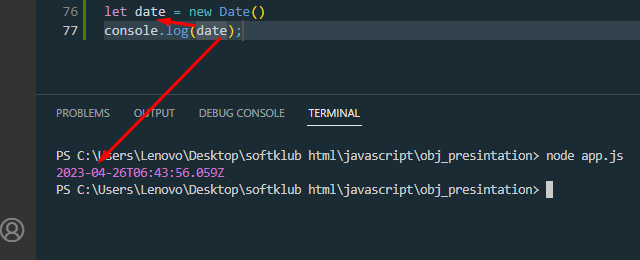 76 let date = new Date()
77 console.log(date);
PROBLEMS OUTPUT DEBUG CONSOLE TERMINAL
PS C:\Users\Lenovo\Desktop\softklub html\javascript\obj_presintation> node app.js
2023-04-26T06:43:56.059Z
PS C:\Users\Lenovo\Desktop\softklub html\javascript\obj_presintation>